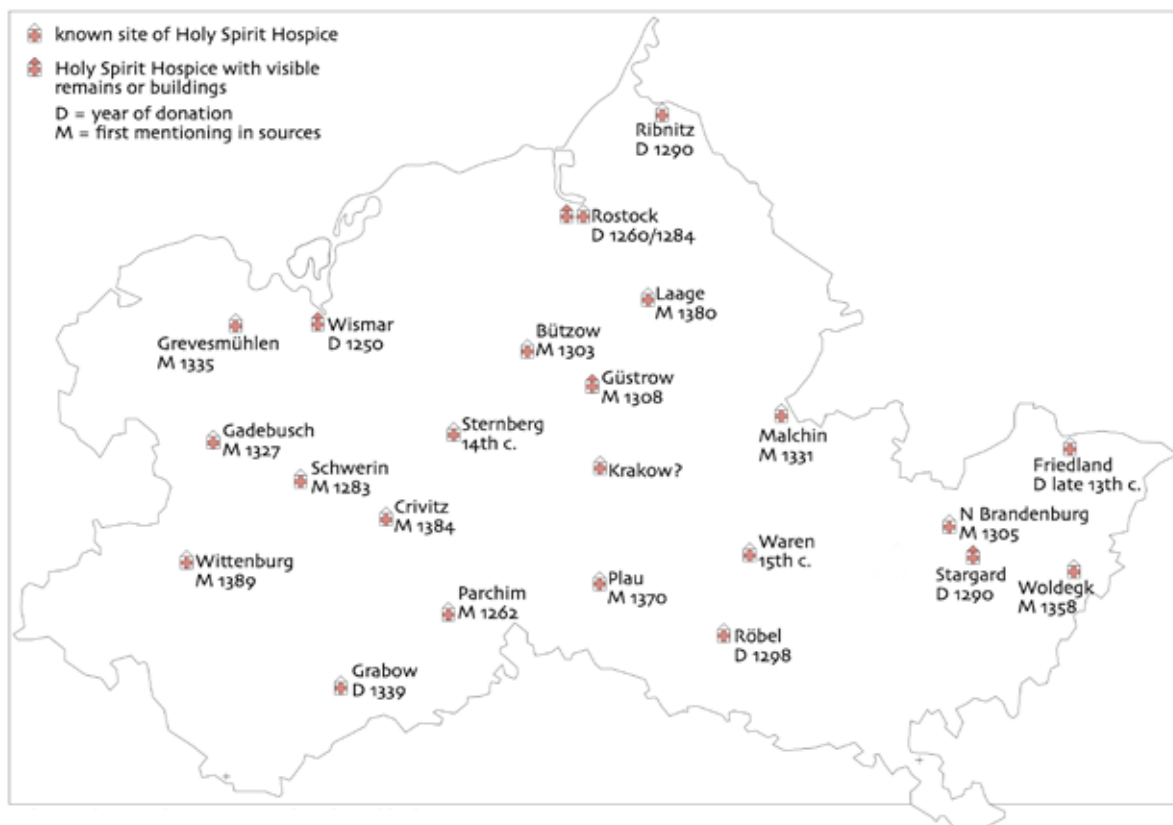 known site of Holy Spirit Hospice
Holy Spirit Hospice with visible
remains or buildings
D = year of donation
M = first mentioning in sources
Ribnitz
D 1290
Rostock
D 1260/1284
Laage
M 1380
Grevesmühlen
M 1335
Wismar
D 1250
Bützow
M 1303
Güstrow
M 1308
Gadebusch
M 1327
Sternberg
14th c.
Malchin
M 1331
Schwerin
M 1283
Krakow?
Friedland
D late 13th c.
Crivitz
M 1384
N Brandenburg
M 1305
Wittenburg
M 1389
Waren
15th c.
Stargard
D 1290
Woldegk
M 1358
Plau
M 1370
Parchim
M 1262
Röbel
D 1298
Grabow
D 1339